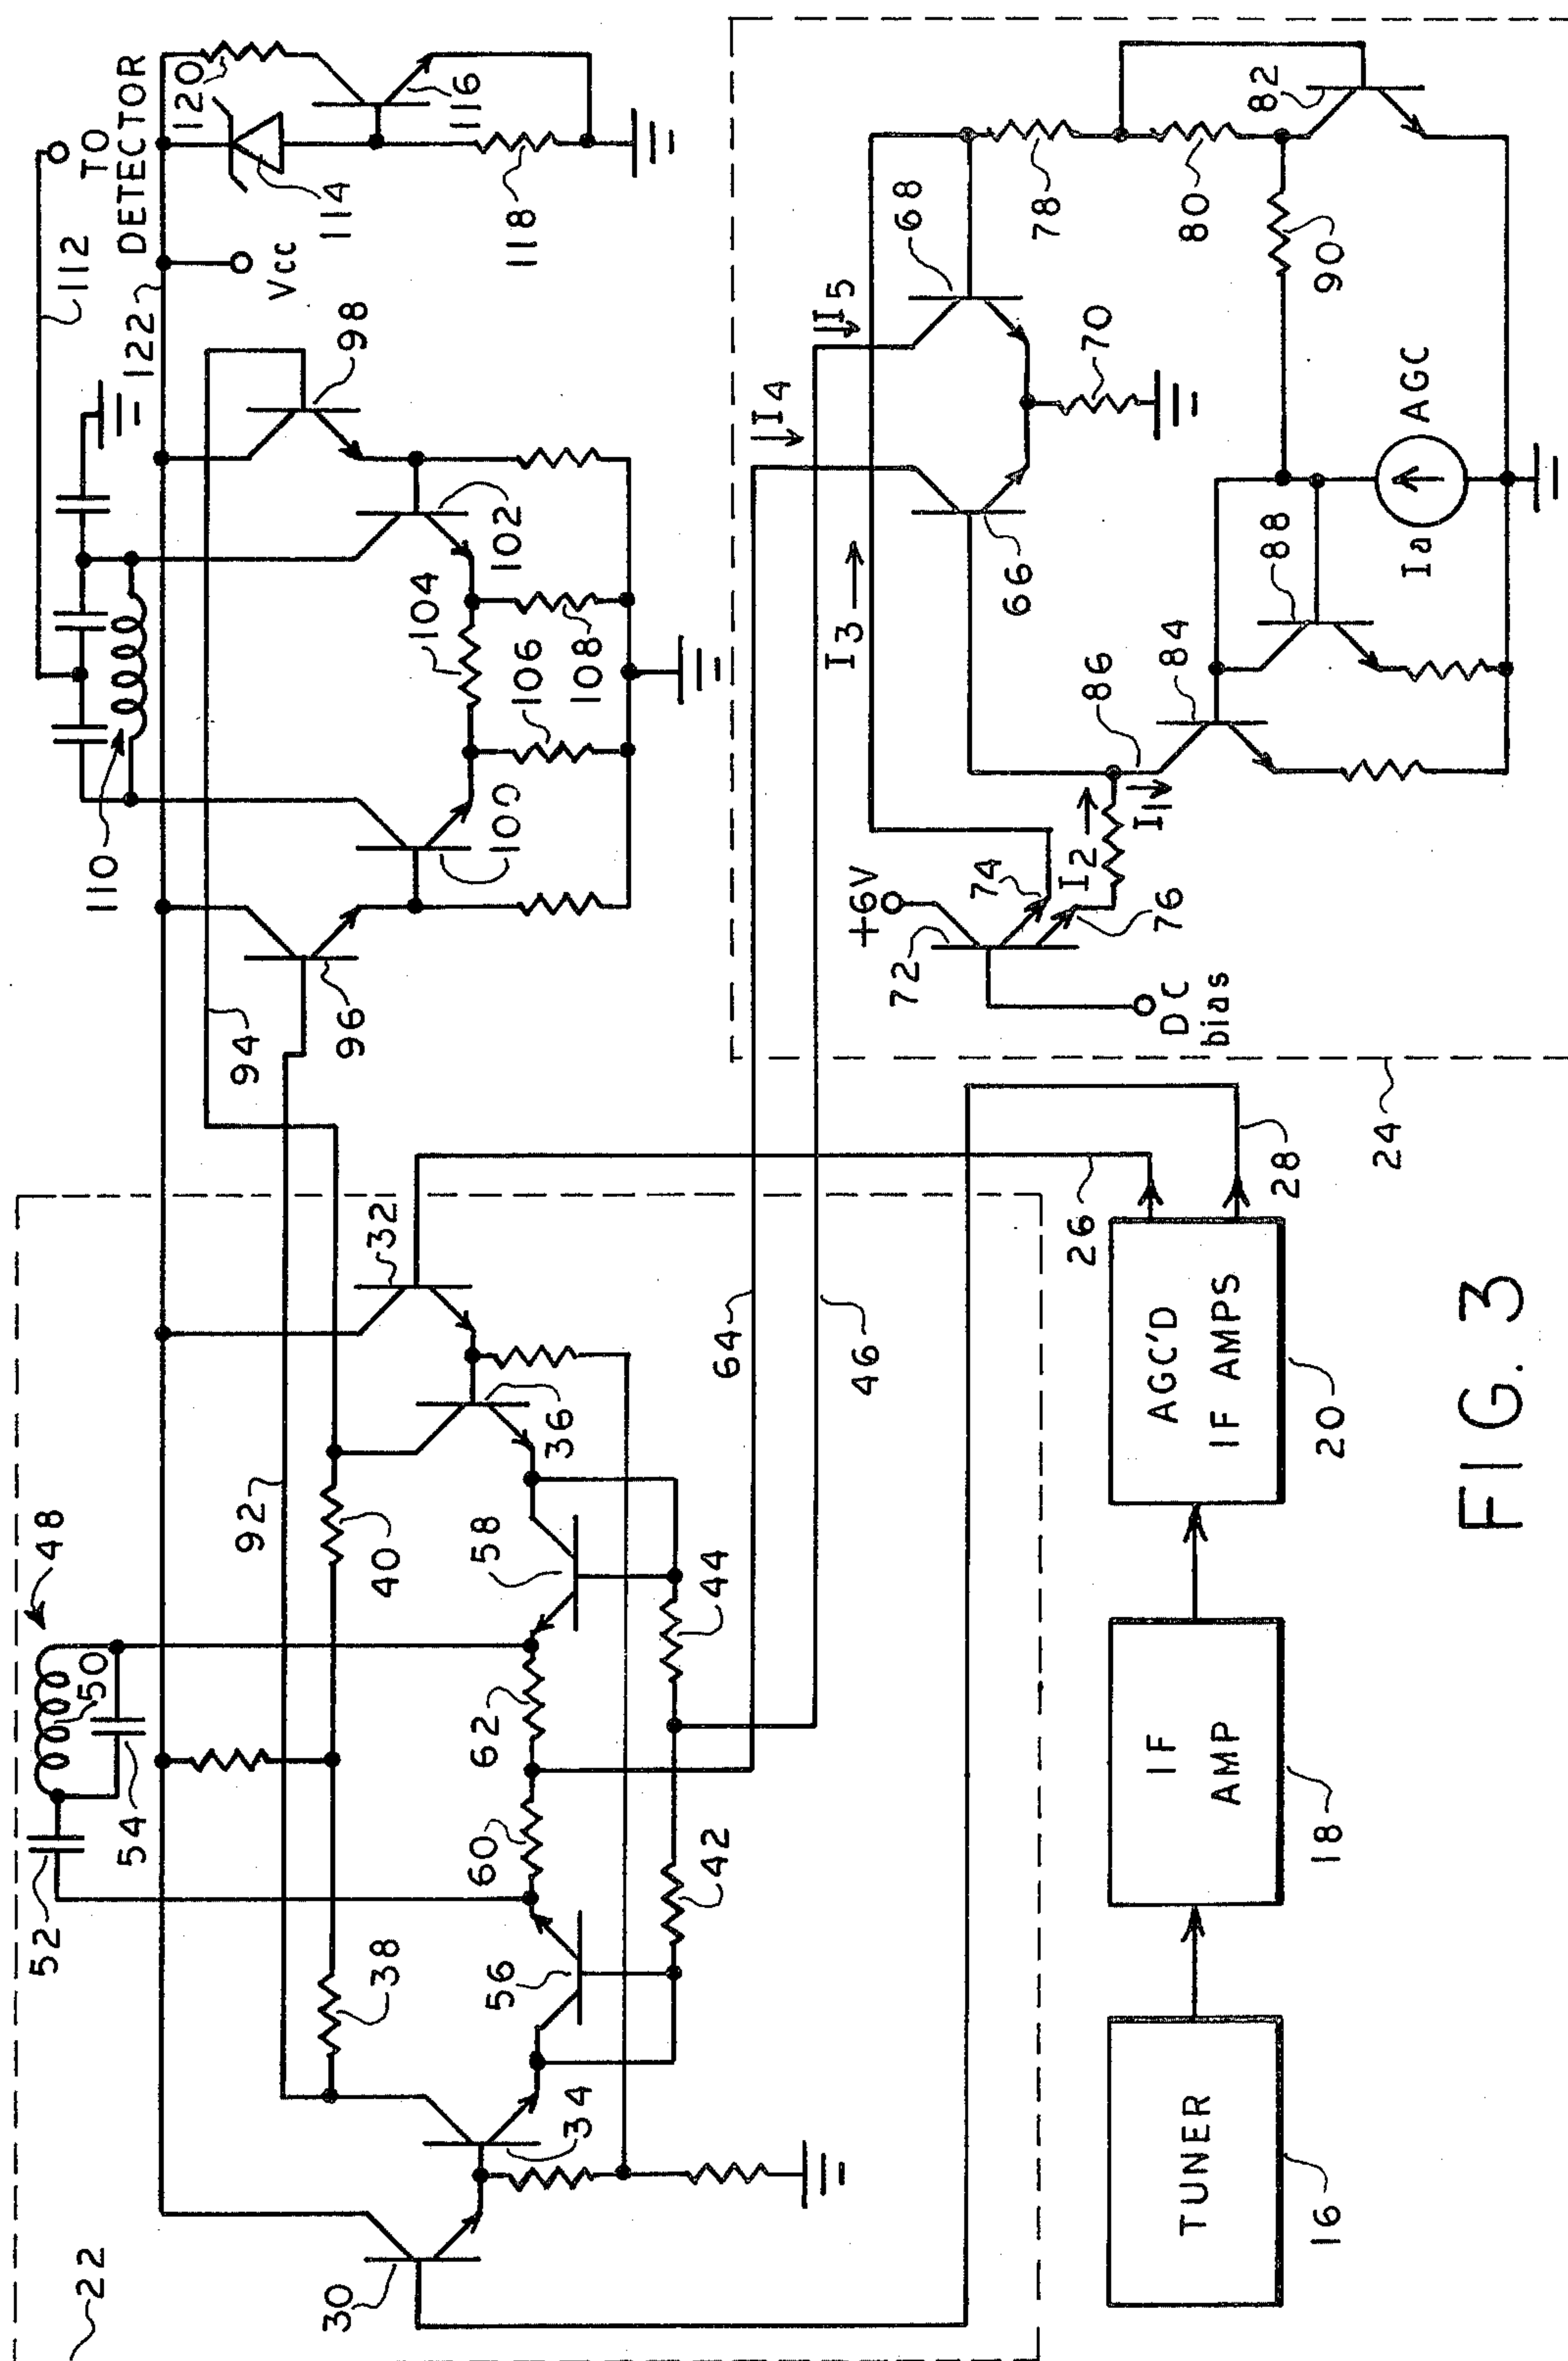 TO
DETECTOR
112
122
Vcc
120
114
116
118
110
98
102
104
106
108
100
94
96
92
48
50
52
54
32
36
38
40
58
44
62
60
42
56
34
30
22
64
46
26
28
24
I4
I5
I3
68
66
70
78
80
82
90
+6V
72
74
76
DC
bias
I2
I1
86
84
88
Ia
AGC
TUNER
16
IF
AMP
18
AGC'D
IF AMPS
20
FIG. 3